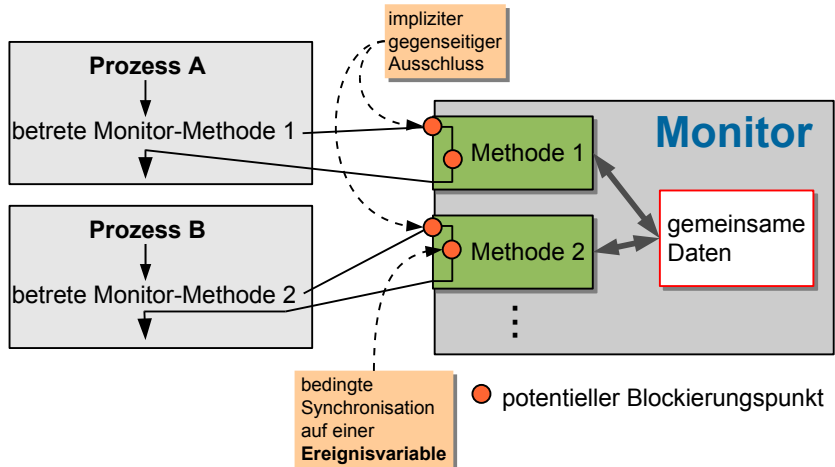 impliziter
gegenseitiger
Ausschluss
Prozess A
betrete Monitor-Methode 1
Monitor
Methode 1
gemeinsame
Daten
Prozess B
betrete Monitor-Methode 2
Methode 2
bedingte
Synchronisation
auf einer
Ereignisvariable
potentieller Blockierungspunkt